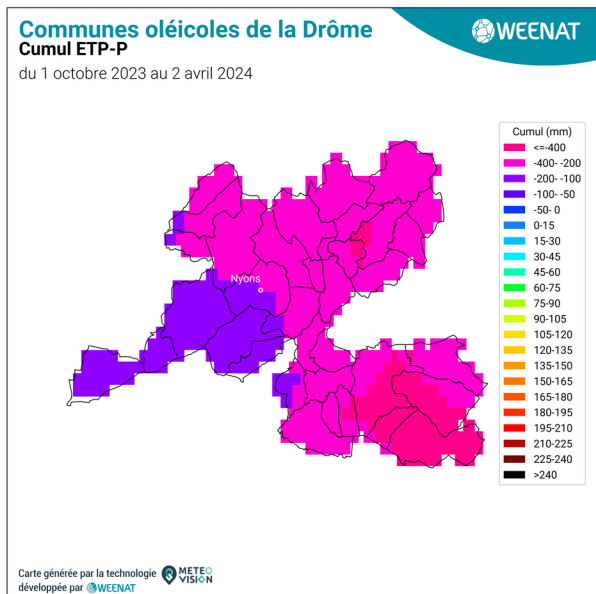 Communes oléicoles de la Drôme
Cumul ETP-P
du 1 octobre 2023 au 2 avril 2024
WEENAT
Cumul (mm)
<=-400
-400- -200
-200- -100
-100- -50
-50- 0
0-15
15-30
30-45
45-60
60-75
75-90
90-105
105-120
120-135
135-150
150-165
165-180
180-195
195-210
210-225
225-240
>240
Nyons
Carte générée par la technologie METEO VISION
développée par WEENAT